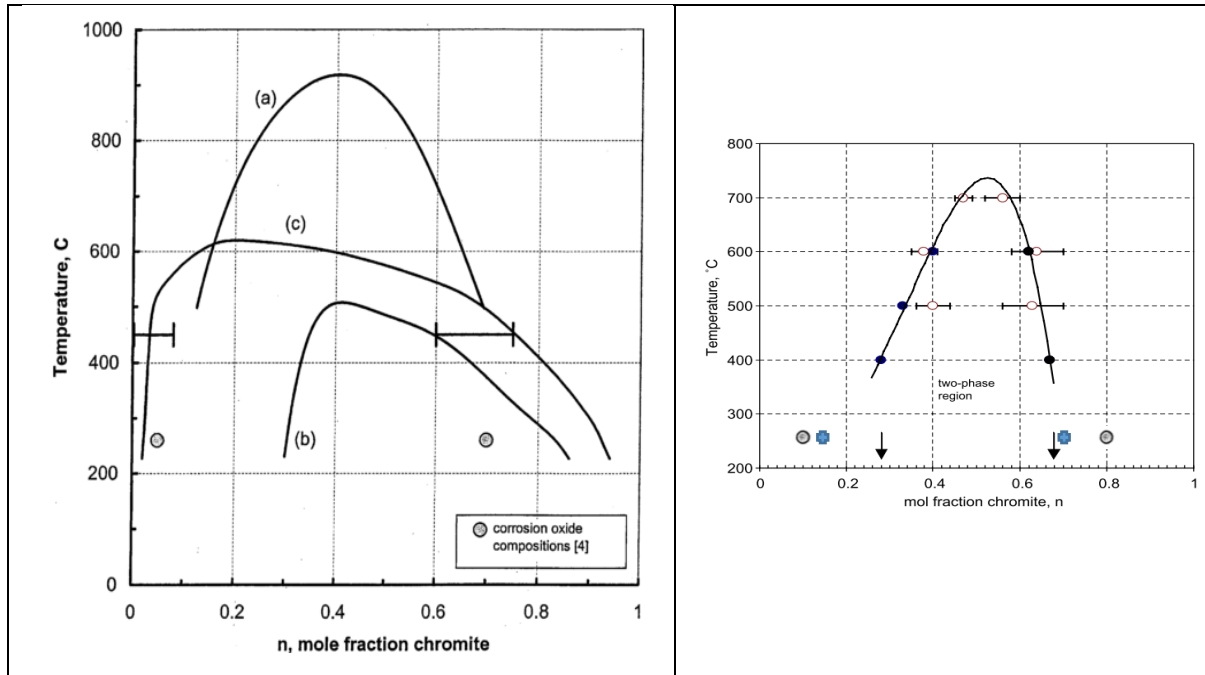 1000
800
600
400
200
0
Temperature, C
(a)
(c)
(b)
corrosion oxide
compositions [4]
0 0.2 0.4 0.6 0.8 1
n, mole fraction chromite
800
700
600
500
400
300
200
Temperature, °C
two-phase
region
0 0.2 0.4 0.6 0.8 1
mol fraction chromite, n